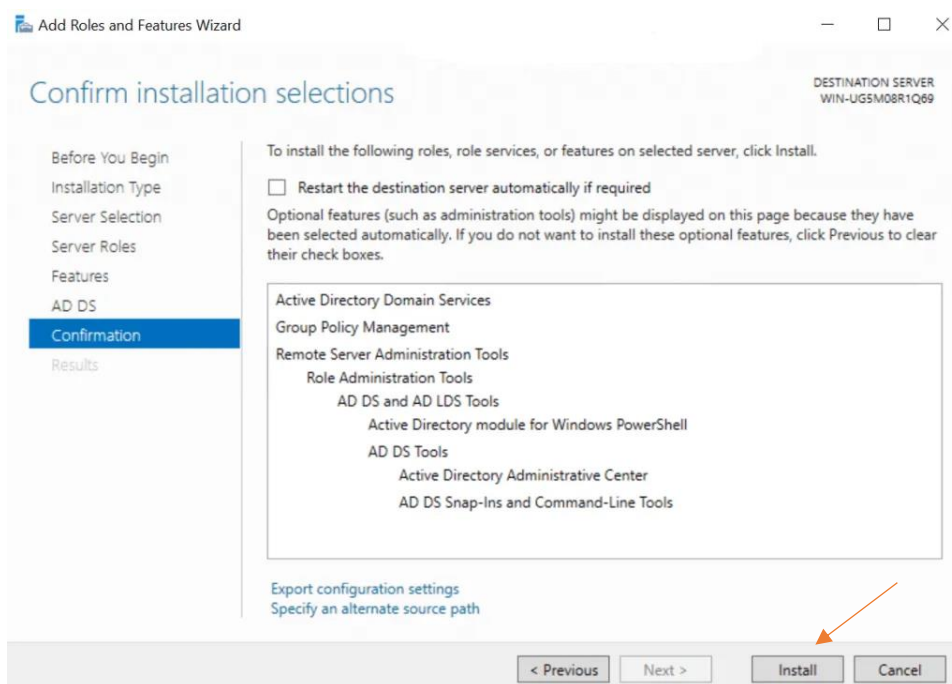 Add Roles and Features Wizard
Confirm installation selections
DESTINATION SERVER
WIN-UG5M08R1Q69
Before You Begin
Installation Type
Server Selection
Server Roles
Features
AD DS
Confirmation
Results
To install the following roles, role services, or features on selected server, click Install.
Restart the destination server automatically if required
Optional features (such as administration tools) might be displayed on this page because they have
been selected automatically. If you do not want to install these optional features, click Previous to clear
their check boxes.
Active Directory Domain Services
Group Policy Management
Remote Server Administration Tools
Role Administration Tools
AD DS and AD LDS Tools
Active Directory module for Windows PowerShell
AD DS Tools
Active Directory Administrative Center
AD DS Snap-Ins and Command-Line Tools
Export configuration settings
Specify an alternate source path
< Previous
Next >
Install
Cancel